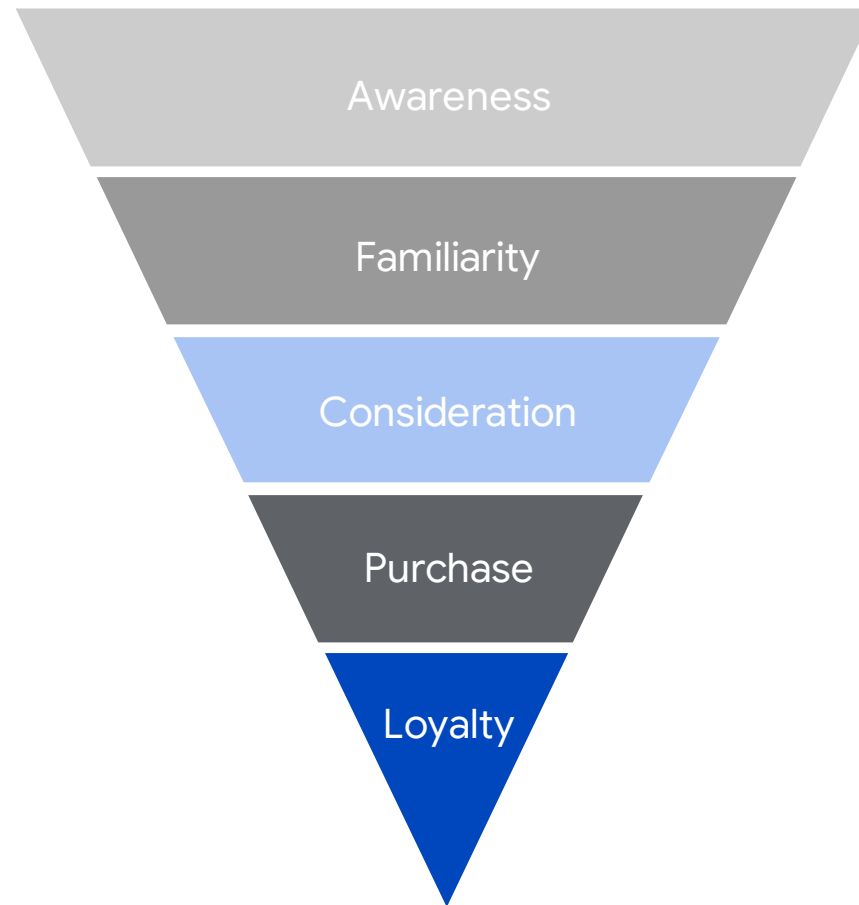 Awareness
Familiarity
Consideration
Purchase
Loyalty